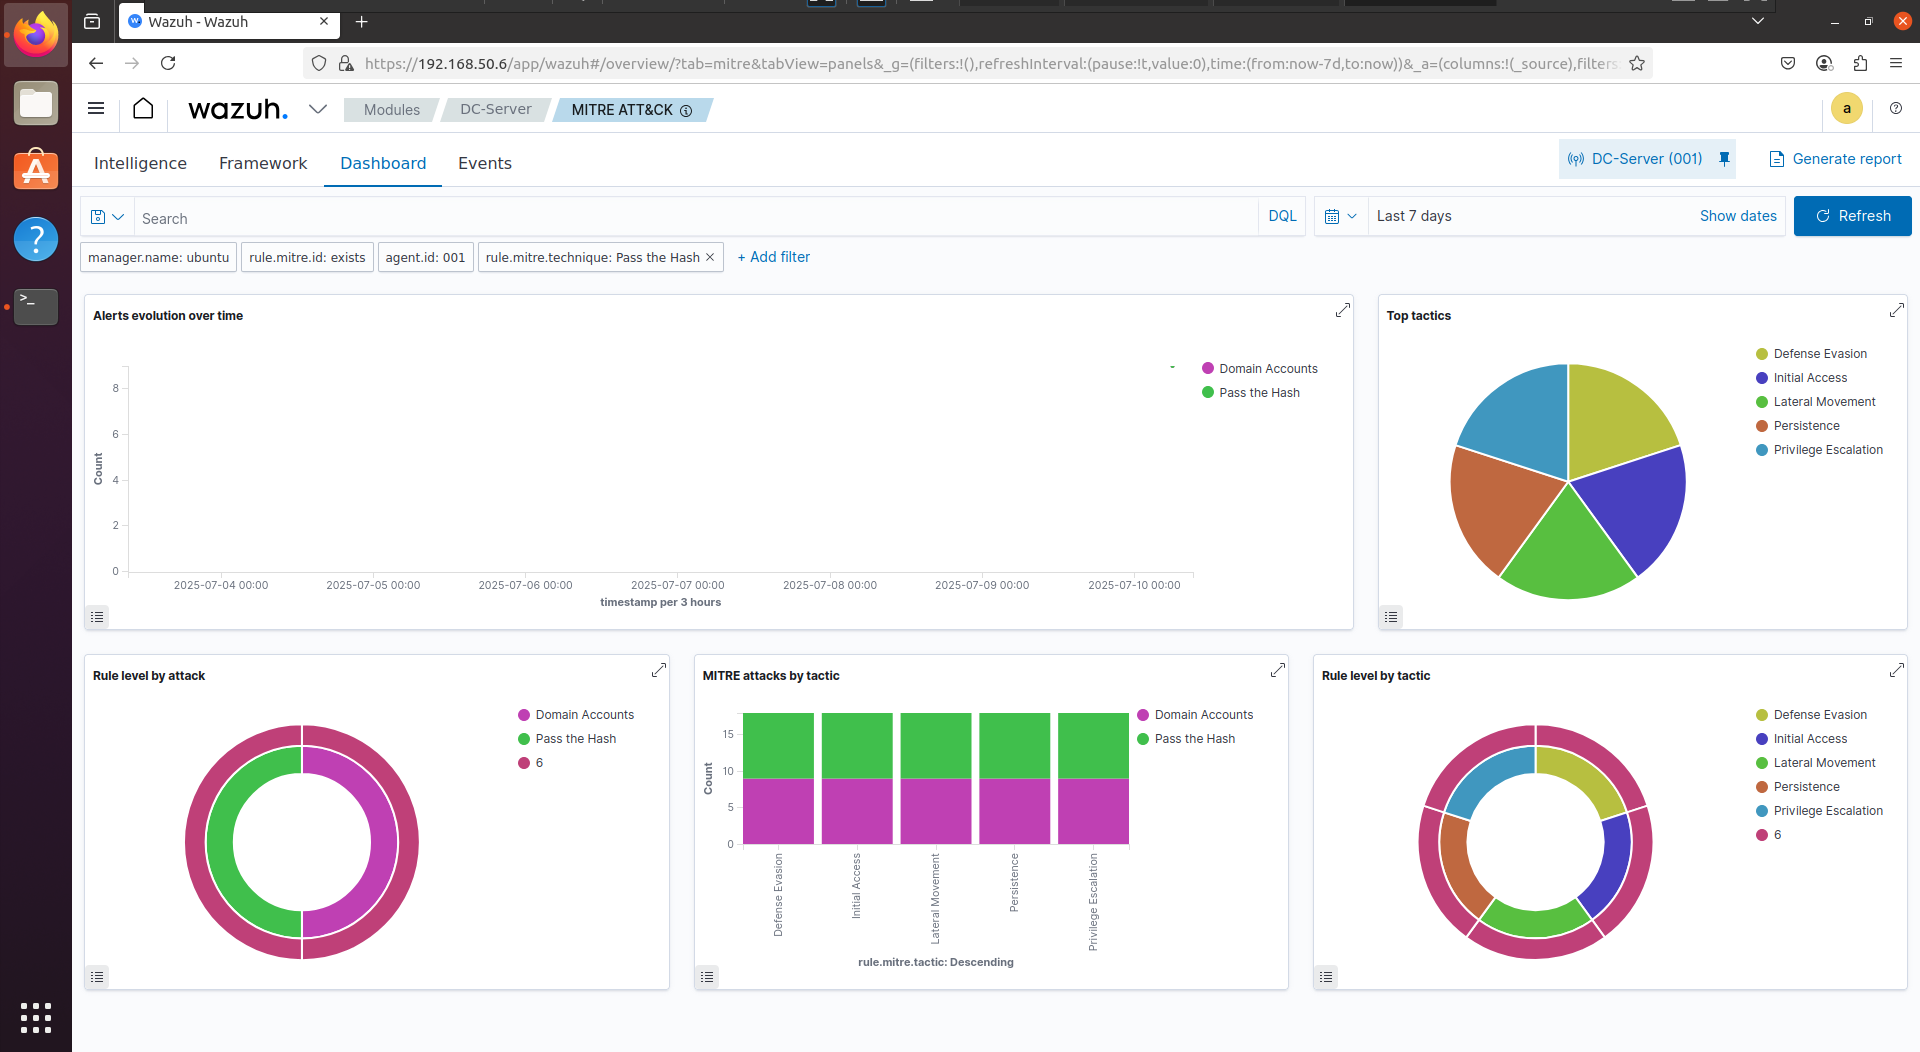 Wazuh - Wazuh
https://192.168.50.6/app/wazuh#/overview/?tab=mitre&tabView=panels&_g=(filters:!(),refreshInterval:(pause:!t,value:0),time:(from:now-7d,to:now))&_a=(columns:!(_source),filters:
wazuh.
Modules
DC-Server
MITRE ATT&CK
a
Intelligence
Framework
Dashboard
Events
DC-Server (001)
Generate report
Search
DQL
Last 7 days
Show dates
Refresh
manager.name: ubuntu
rule.mitre.id: exists
agent.id: 001
rule.mitre.technique: Pass the Hash
+ Add filter
Alerts evolution over time
Count
8
6
4
2
0
2025-07-04 00:00
2025-07-05 00:00
2025-07-06 00:00
2025-07-07 00:00
2025-07-08 00:00
2025-07-09 00:00
2025-07-10 00:00
timestamp per 3 hours
Domain Accounts
Pass the Hash
Top tactics
Defense Evasion
Initial Access
Lateral Movement
Persistence
Privilege Escalation
Rule level by attack
Domain Accounts
Pass the Hash
6
MITRE attacks by tactic
Count
15
10
5
0
Defense Evasion
Initial Access
Lateral Movement
Persistence
Privilege Escalation
rule.mitre.tactic: Descending
Domain Accounts
Pass the Hash
Rule level by tactic
Defense Evasion
Initial Access
Lateral Movement
Persistence
Privilege Escalation
6